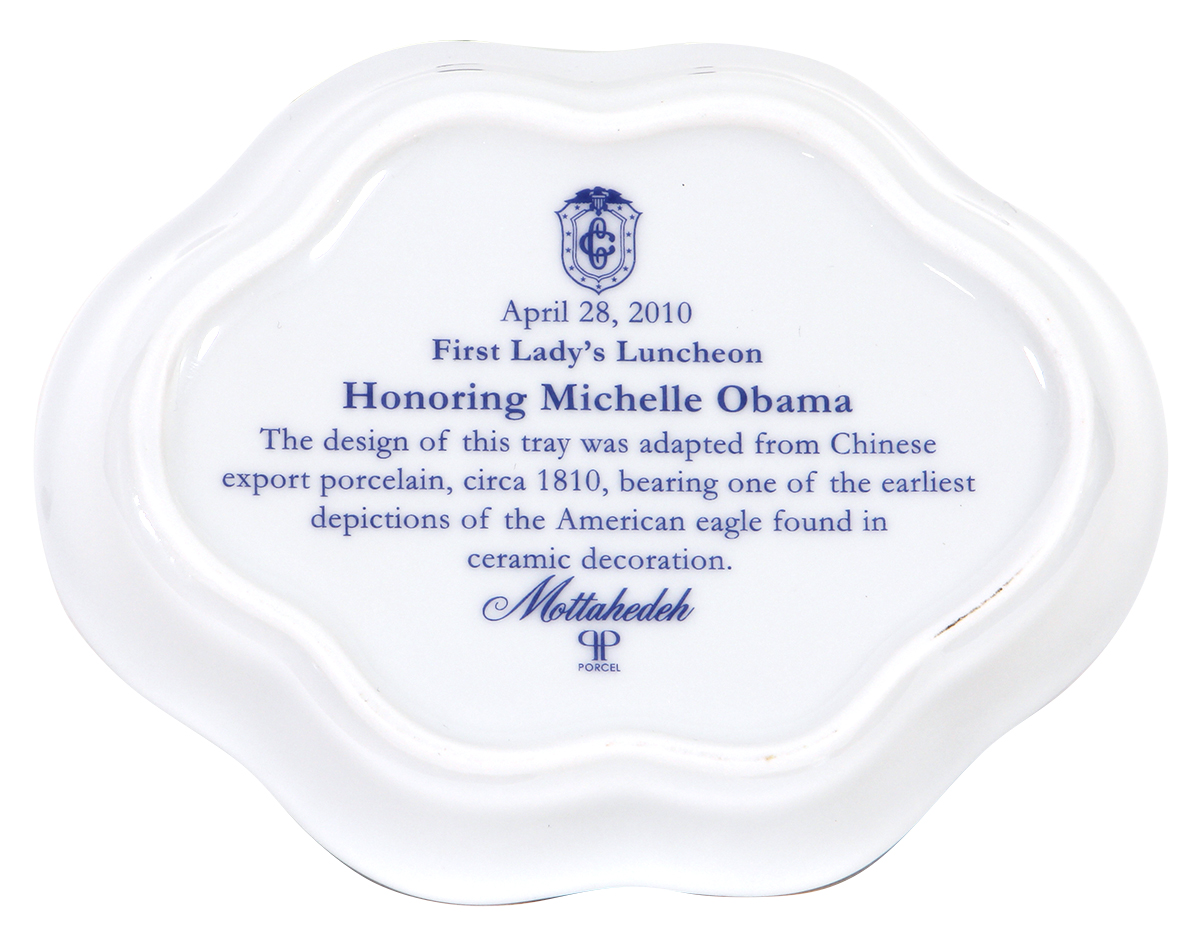 CC
April 28, 2010
First Lady's Luncheon
Honoring Michelle Obama
The design of this tray was adapted from Chinese
export porcelain, circa 1810, bearing one of the earliest
depictions of the American eagle found in
ceramic decoration.
Mottahedeh
PP
PORCEL